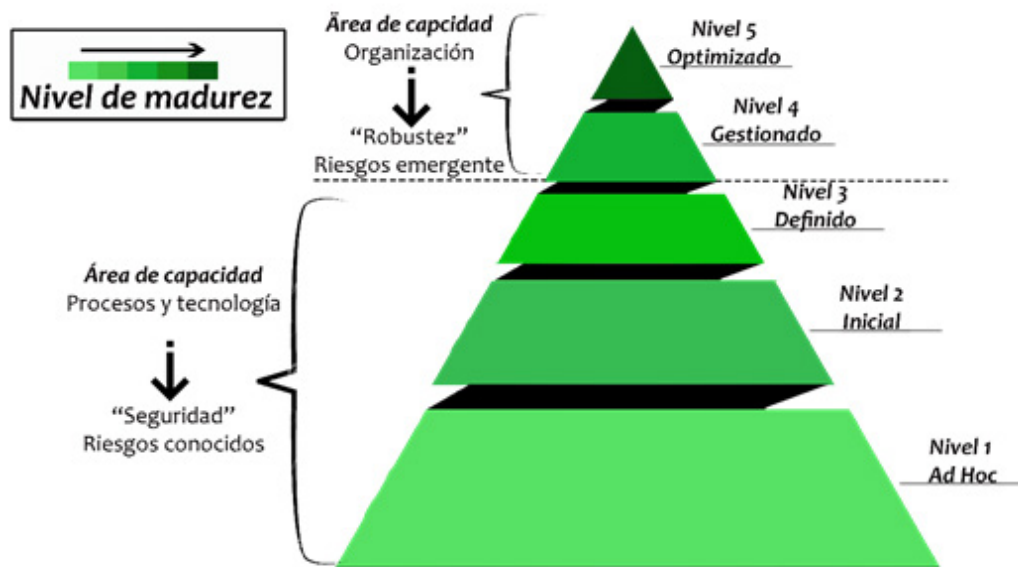 Nivel de madurez
Ärea de capcidad
Organización
“Robustez”
Riesgos emergente
Área de capacidad
Procesos y tecnología
“Seguridad”
Riesgos conocidos
Nivel 5
Optimizado
Nivel 4
Gestionado
Nivel 3
Definido
Nivel 2
Inicial
Nivel 1
Ad Hoc